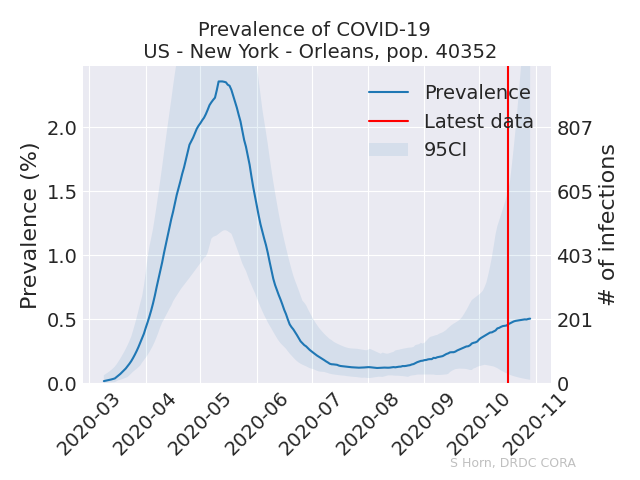 Prevalence of COVID-19
US - New York - Orleans, pop. 40352
Prevalence (%)
2.0
1.5
1.0
0.5
0.0
Prevalence
Latest data
95CI
807
605
403
201
0
# of infections
2020-03
2020-04
2020-05
2020-06
2020-07
2020-08
2020-09
2020-10
2020-11
S Horn, DRDC CORA